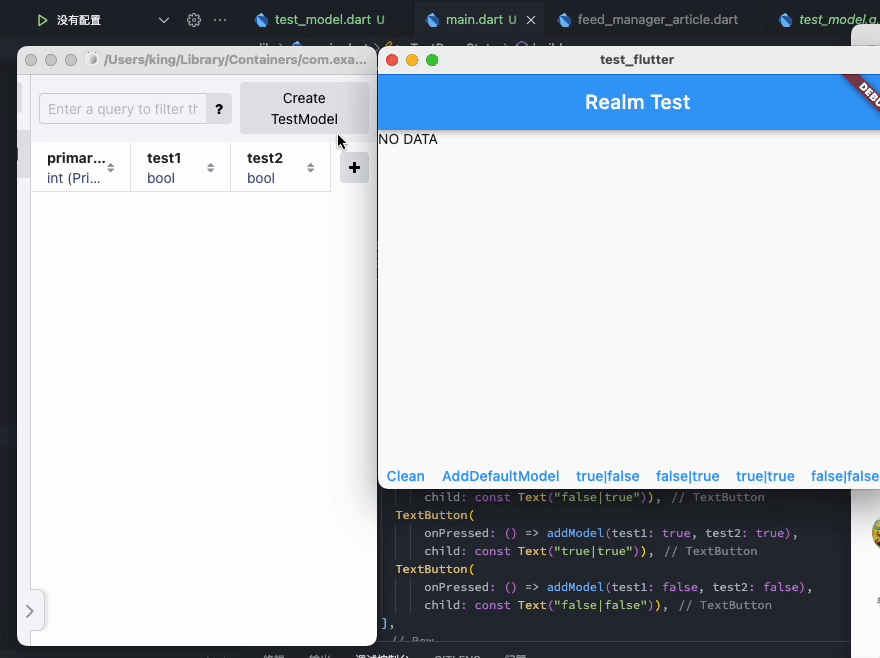 没有配置
test_model.dart U
main.dart U
feed_manager_article.dart
test_model.g.
/Users/king/Library/Containers/com.exa...
test_flutter
Enter a query to filter th
?
Create
TestModel
Realm Test
DEBU
NO DATA
primar...
int (Pri...
test1
bool
test2
bool
+
Clean
AddDefaultModel
true|false
false|true
true|true
false|false
child: const Text("false|true")), // TextButton
TextButton(
onPressed: () => addModel(test1: true, test2: true),
child: const Text("true|true")), // TextButton
TextButton(
onPressed: () => addModel(test1: false, test2: false),
child: const Text("false|false")), // TextButton
],
// Row